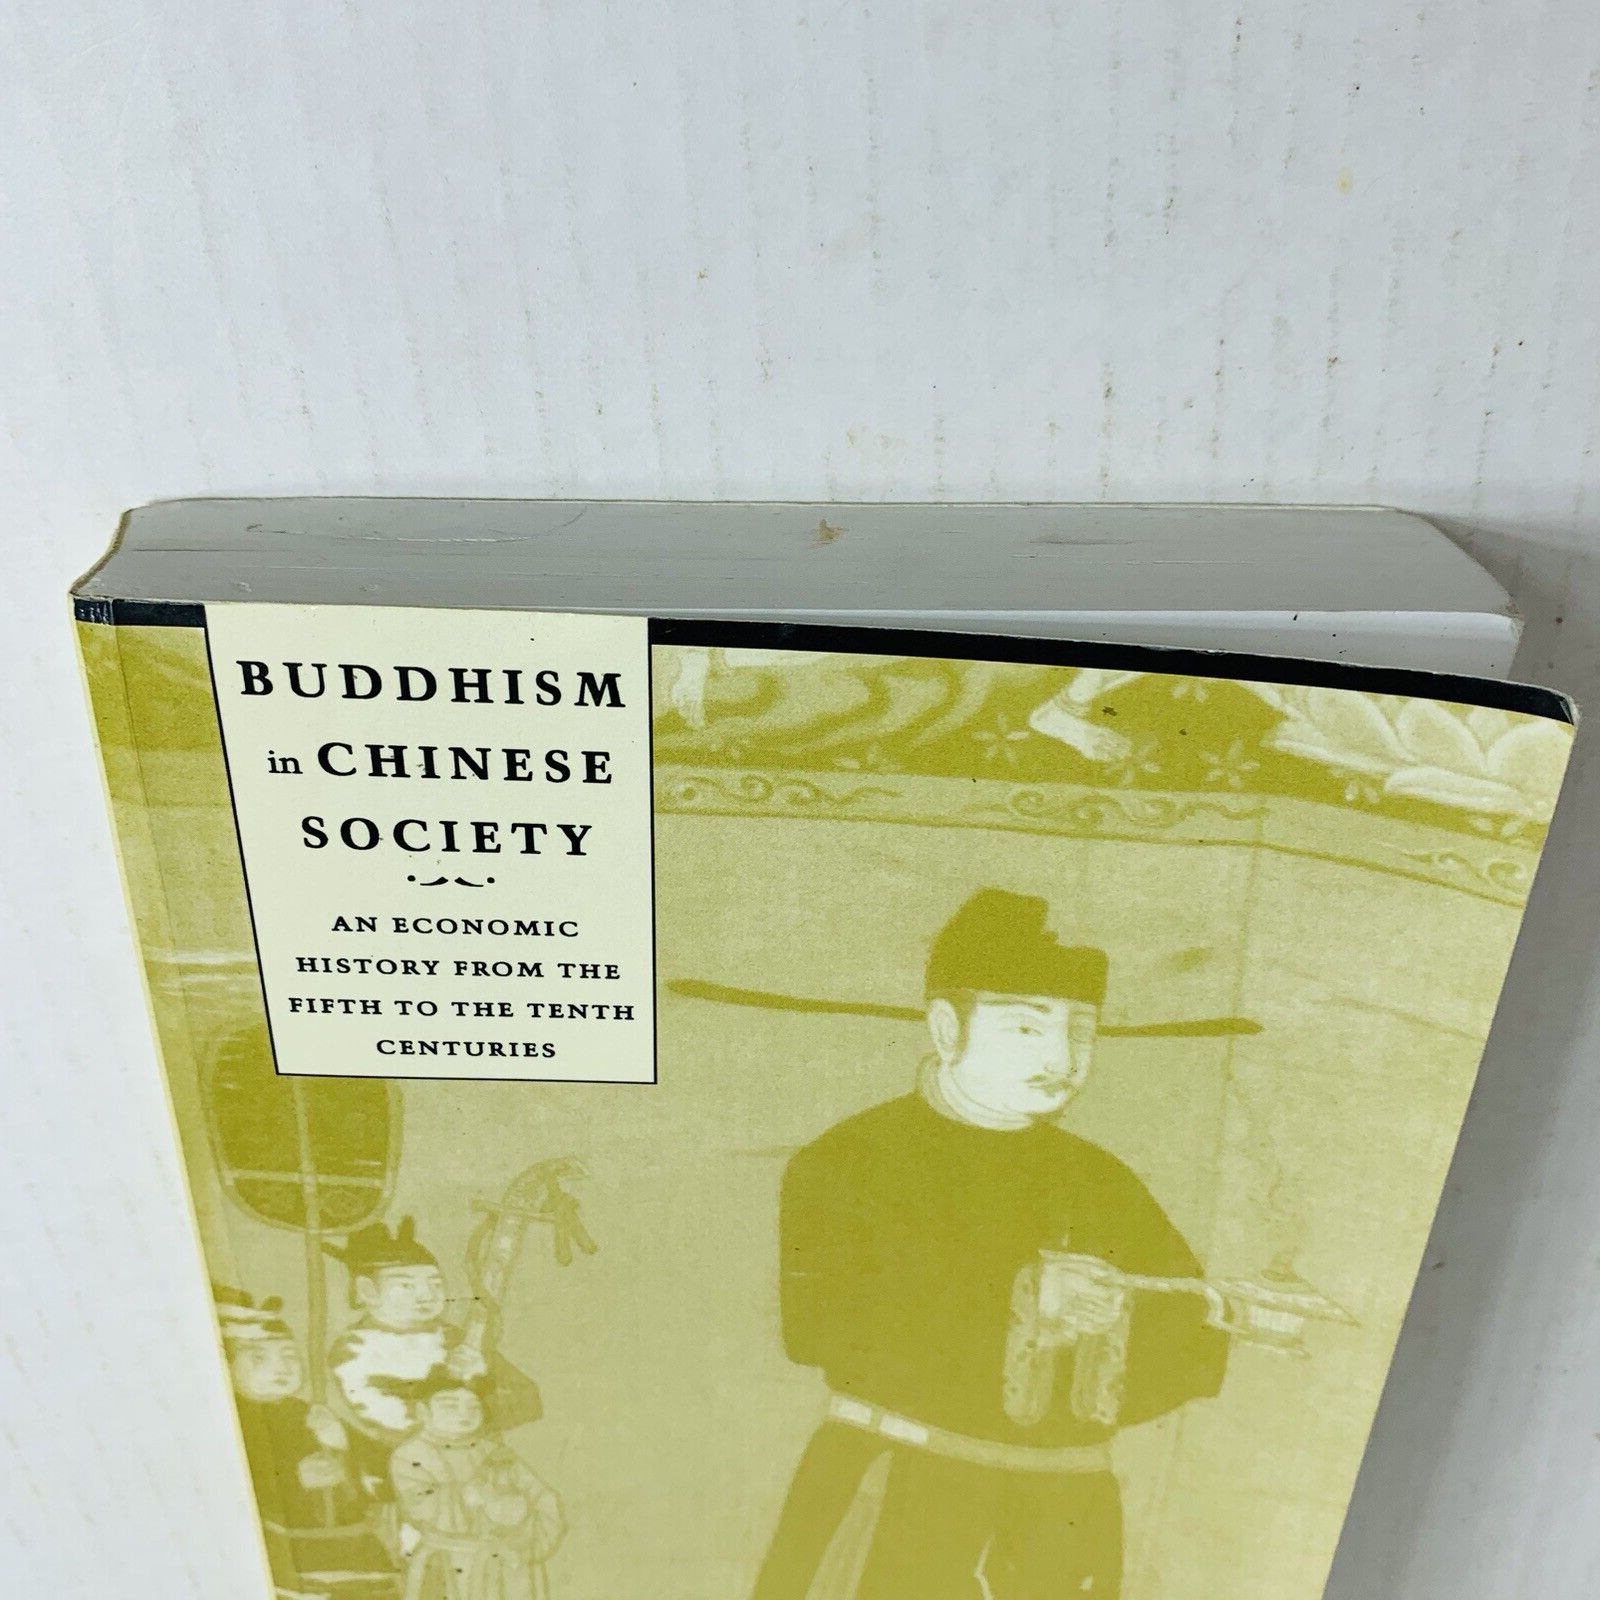 BUDDHISM
in CHINESE
SOCIETY
AN ECONOMIC
HISTORY FROM THE
FIFTH TO THE TENTH
CENTURIES